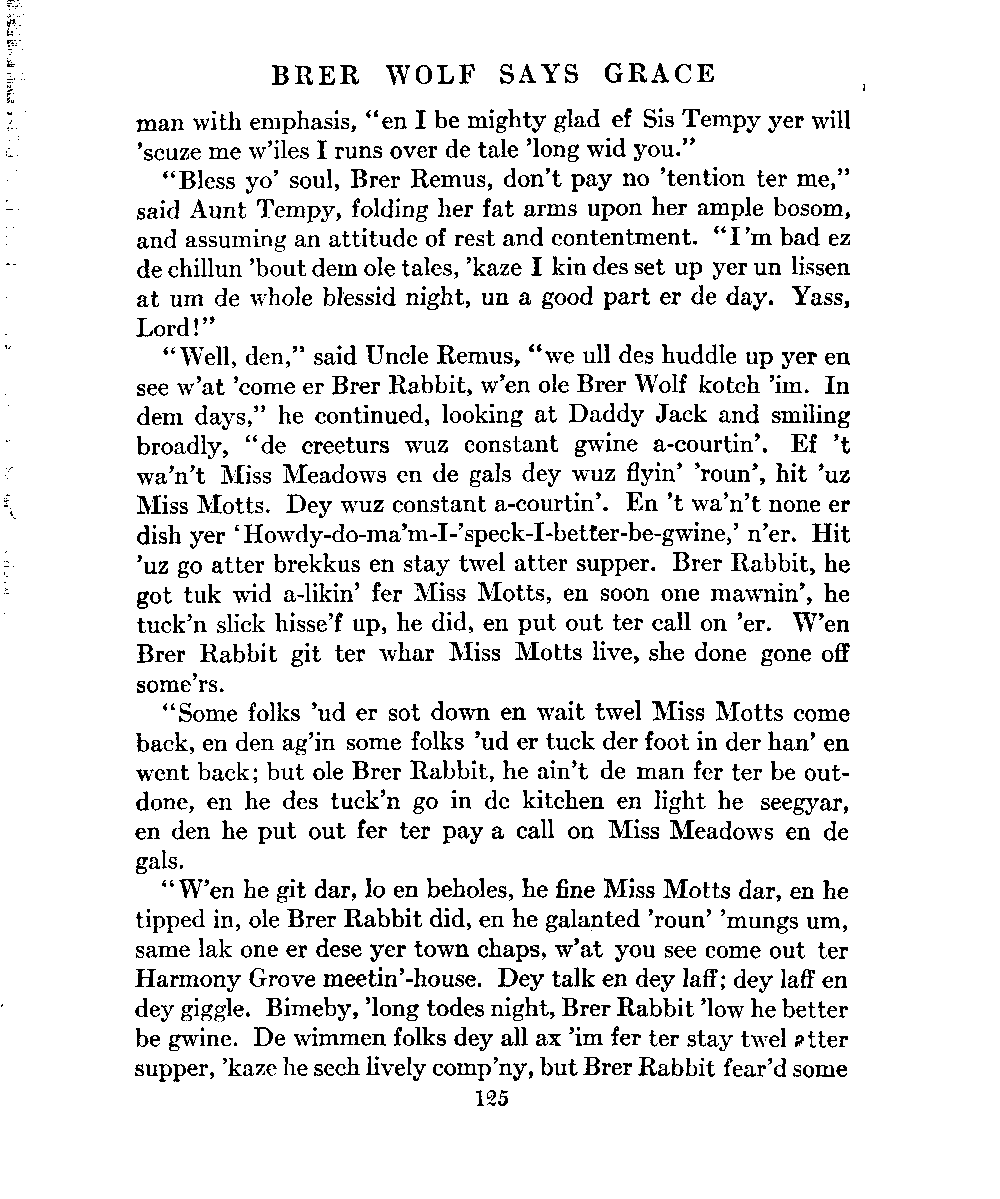 BRER WOLF SAYS GRACE
man with emphasis, “en I be mighty glad ef Sis Tempy yer will
’scuze me w’iles I runs over de tale ’long wid you.”
“Bless yo’ soul, Brer Remus, don’t pay no ’tention ter me,”
said Aunt Tempy, folding her fat arms upon her ample bosom,
and assuming an attitude of rest and contentment. “I’m bad ez
de chillun ’bout dem ole tales, ’kaze I kin des set up yer un lissen
at um de whole blessid night, un a good part er de day. Yass,
Lord!”
“Well, den,” said Uncle Remus, “we ull des huddle up yer en
see w’at ’come er Brer Rabbit, w’en ole Brer Wolf kotch ’im. In
dem days,” he continued, looking at Daddy Jack and smiling
broadly, “de creeturs wuz constant gwine a-courtin’. Ef ’t
wa’n’t Miss Meadows en de gals dey wuz flyin’ ’roun’, hit ’uz
Miss Motts. Dey wuz constant a-courtin’. En ’t wa’n’t none er
dish yer ‘Howdy-do-ma’m-I-’speck-I-better-be-gwine,’ n’er. Hit
’uz go atter brekkus en stay twel atter supper. Brer Rabbit, he
got tuk wid a-likin’ fer Miss Motts, en soon one mawnin’, he
tuck’n slick hisse’f up, he did, en put out ter call on ’er. W’en
Brer Rabbit git ter whar Miss Motts live, she done gone off
some’rs.
“Some folks ’ud er sot down en wait twel Miss Motts come
back, en den ag’in some folks ’ud er tuck der foot in der han’ en
went back; but ole Brer Rabbit, he ain’t de man fer ter be out-
done, en he des tuck’n go in de kitchen en light he seegyar,
en den he put out fer ter pay a call on Miss Meadows en de
gals.
“W’en he git dar, lo en beholes, he fine Miss Motts dar, en he
tipped in, ole Brer Rabbit did, en he galanted ’roun’ ’mungs um,
same lak one er dese yer town chaps, w’at you see come out ter
Harmony Grove meetin’-house. Dey talk en dey laff; dey laff en
dey giggle. Bimeby, ’long todes night, Brer Rabbit ’low he better
be gwine. De wimmen folks dey all ax ’im fer ter stay twel atter
supper, ’kaze he sech lively comp’ny, but Brer Rabbit fear’d some
125